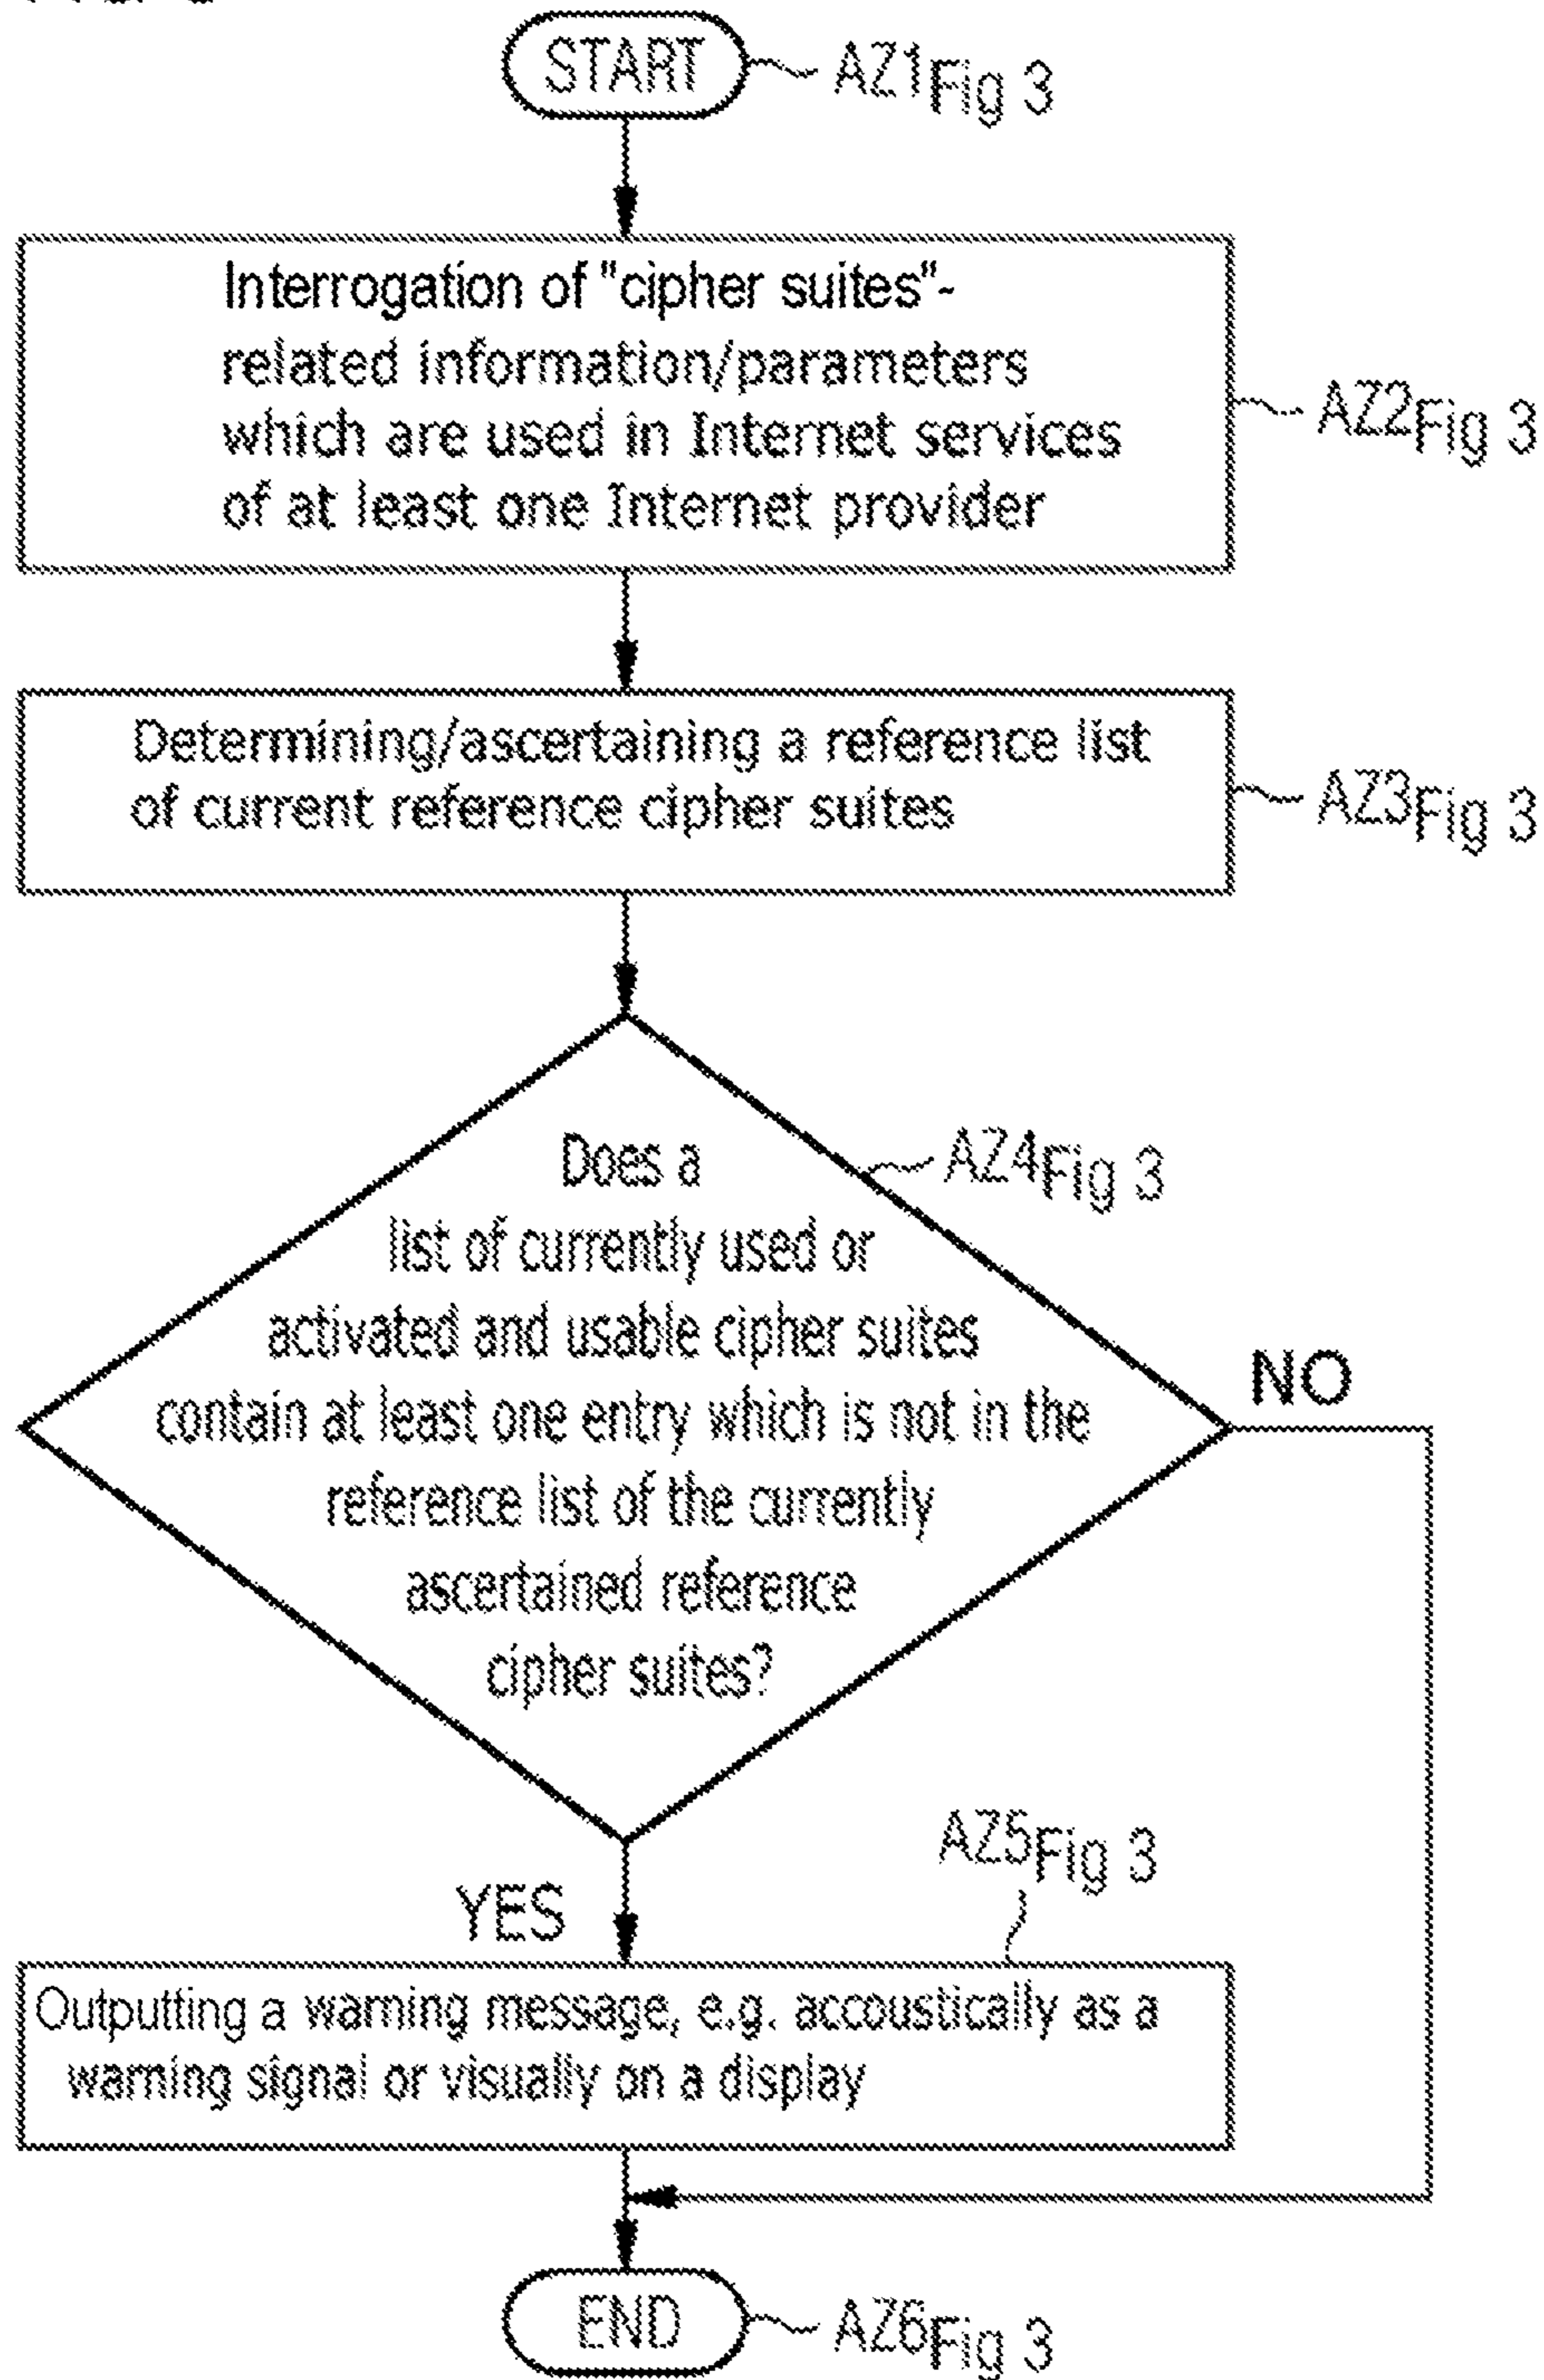 START
AZ1Fig 3
Interrogation of "cipher suites"-
related information/parameters
which are used in Internet services
of at least one Internet provider
AZ2Fig 3
Determining/ascertaining a reference list
of current reference cipher suites
AZ3Fig 3
Does a
list of currently used or
activated and usable cipher suites
contain at least one entry which is not in the
reference list of the currently
ascertained reference
cipher suites?
AZ4Fig 3
NO
YES
AZ5Fig 3
Outputting a warning message, e.g. accoustically as a
warning signal or visually on a display
END
AZ6Fig 3